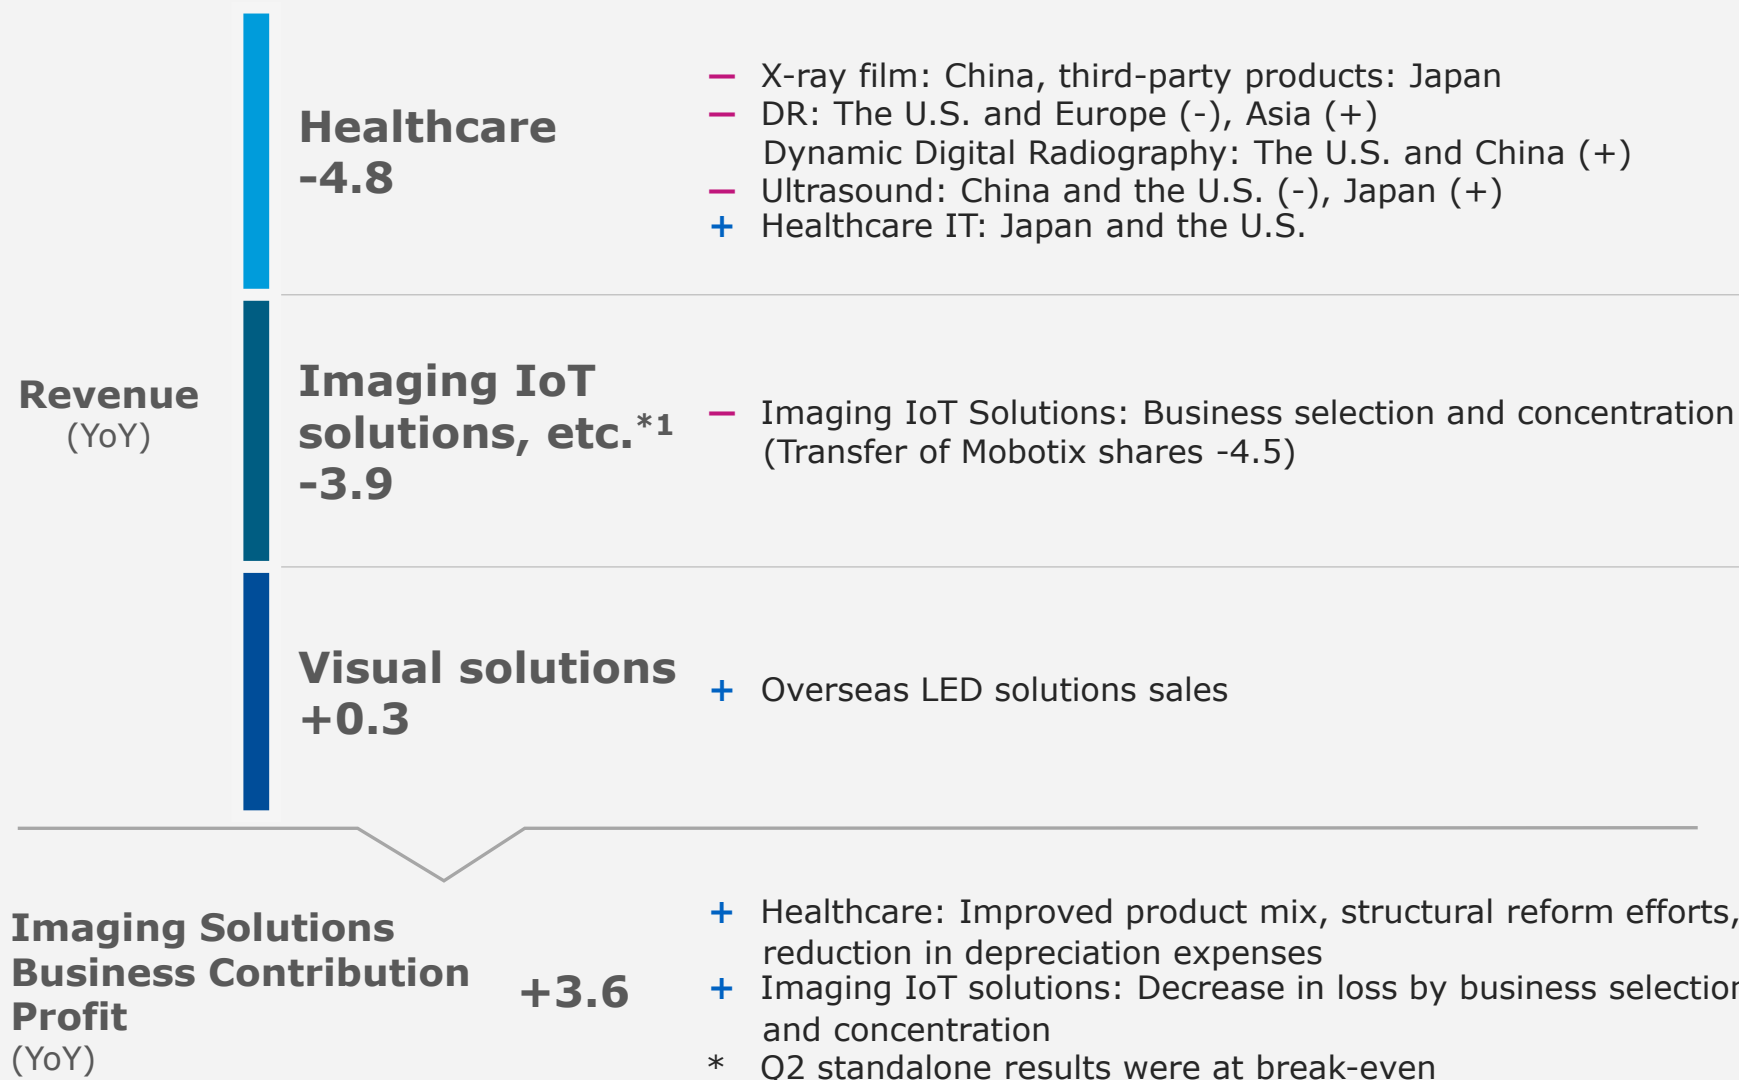 Revenue
(YoY)
Healthcare
-4.8
— X-ray film: China, third-party products: Japan
— DR: The U.S. and Europe (-), Asia (+)
Dynamic Digital Radiography: The U.S. and China (+)
— Ultrasound: China and the U.S. (-), Japan (+)
+ Healthcare IT: Japan and the U.S.
Imaging IoT
solutions, etc.*1
-3.9
— Imaging IoT Solutions: Business selection and concentration
(Transfer of Mobotix shares -4.5)
Visual solutions
+0.3
+ Overseas LED solutions sales
Imaging Solutions
Business Contribution
Profit
(YoY)
+3.6
+ Healthcare: Improved product mix, structural reform efforts,
reduction in depreciation expenses
+ Imaging IoT solutions: Decrease in loss by business selection
and concentration
* Q2 standalone results were at break-even